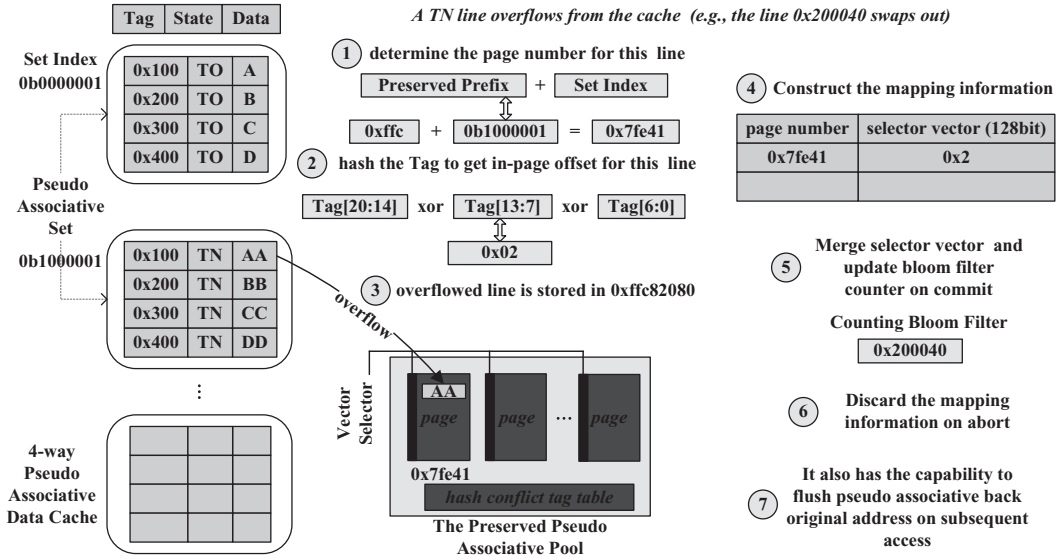 Tag State Data
A TN line overflows from the cache (e.g., the line 0x200040 swaps out)
Set Index
0b0000001
0x100 TO A
0x200 TO B
0x300 TO C
0x400 TO D
Pseudo
Associative
Set
0b1000001
0x100 TN AA
0x200 TN BB
0x300 TN CC
0x400 TN DD
...
4-way
Pseudo
Associative
Data Cache
1 determine the page number for this line
Preserved Prefix + Set Index
0xffc + 0b1000001 = 0x7fe41
2 hash the Tag to get in-page offset for this line
Tag[20:14] xor Tag[13:7] xor Tag[6:0]
0x02
3 overflowed line is stored in 0xffc82080
overflow
Vector
Selector
AA
page page ... page
0x7fe41
hash conflict tag table
The Preserved Pseudo
Associative Pool
4 Construct the mapping information
page number selector vector (128bit)
0x7fe41 0x2
5 Merge selector vector and
update bloom filter
counter on commit
Counting Bloom Filter
0x200040
6 Discard the mapping
information on abort
7 It also has the capability to
flush pseudo associative back
original address on subsequent
access